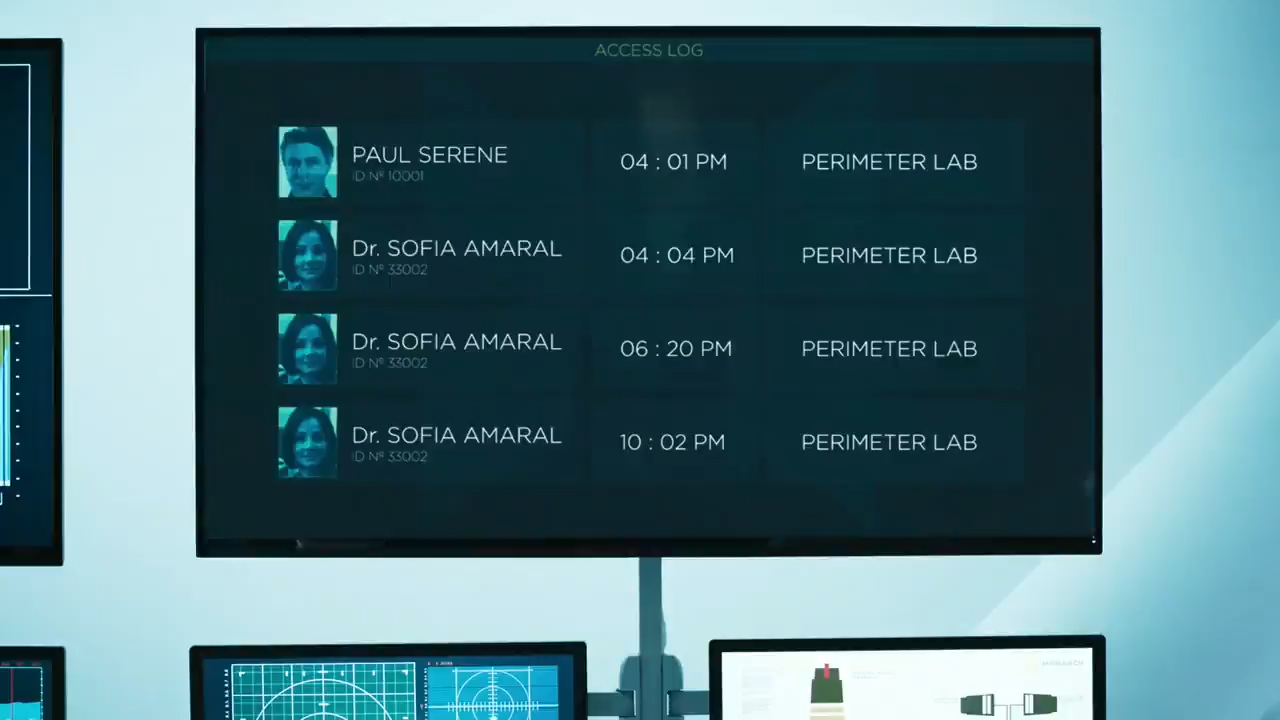 ACCESS LOG
PAUL SERENE
ID Nº 10001
04 : 01 PM
PERIMETER LAB
Dr. SOFIA AMARAL
ID Nº 33002
04 : 04 PM
PERIMETER LAB
Dr. SOFIA AMARAL
ID Nº 33002
06 : 20 PM
PERIMETER LAB
Dr. SOFIA AMARAL
ID Nº 33002
10 : 02 PM
PERIMETER LAB
MONARCH